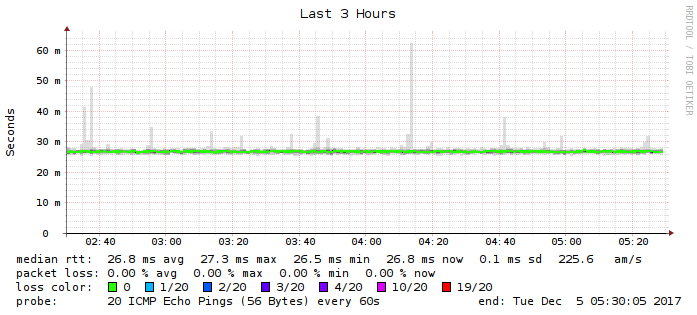 Last 3 Hours
RRDTOOL / TOBI OETIKER
Seconds
60 m
50 m
40 m
30 m
20 m
10 m
0
02:40 03:00 03:20 03:40 04:00 04:20 04:40 05:00 05:20
median rtt: 26.8 ms avg 27.3 ms max 26.5 ms min 26.8 ms now 0.1 ms sd 225.6 am/s
packet loss: 0.00 % avg 0.00 % max 0.00 % min 0.00 % now
loss color: 0 1/20 2/20 3/20 4/20 10/20 19/20
probe: 20 ICMP Echo Pings (56 Bytes) every 60s end: Tue Dec 5 05:30:05 2017